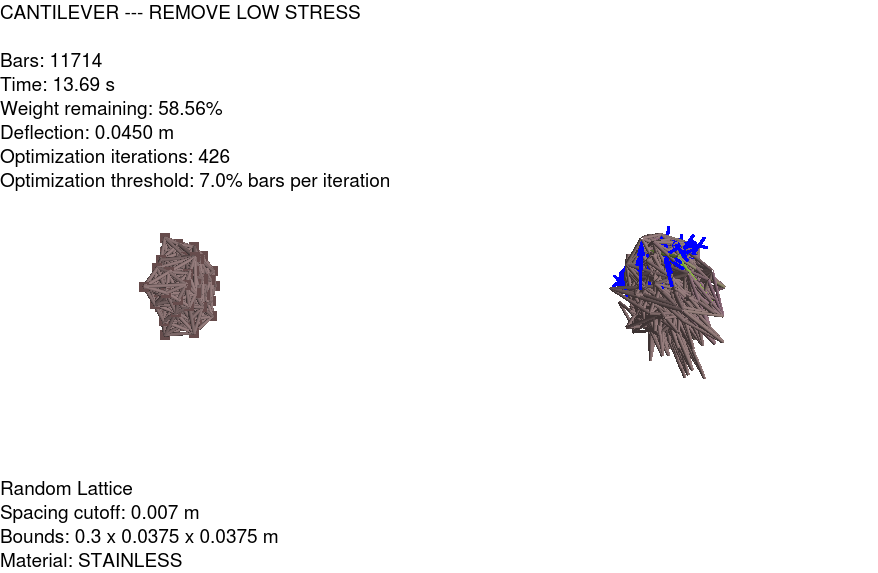 CANTILEVER --- REMOVE LOW STRESS
Bars: 11714
Time: 13.69 s
Weight remaining: 58.56%
Deflection: 0.0450 m
Optimization iterations: 426
Optimization threshold: 7.0% bars per iteration
Random Lattice
Spacing cutoff: 0.007 m
Bounds: 0.3 x 0.0375 x 0.0375 m
Material: STAINLESS